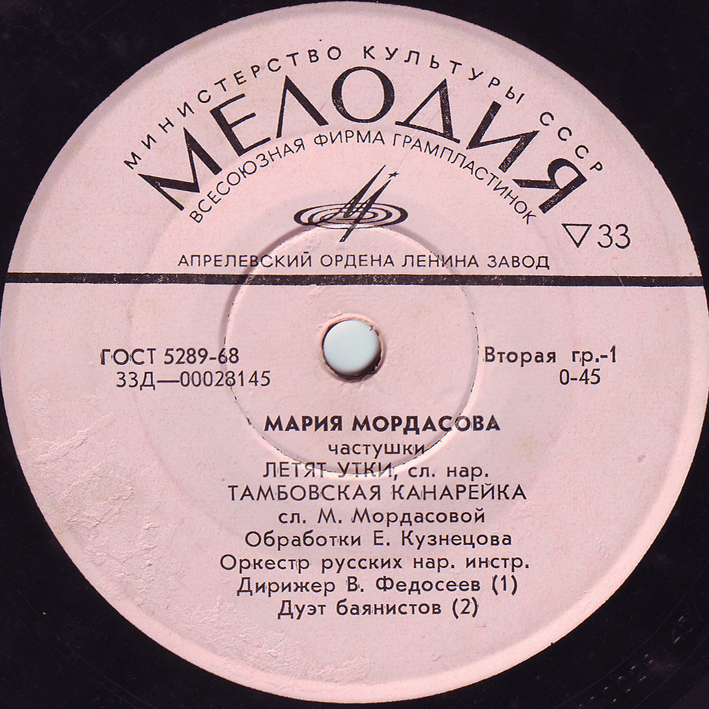 МИНИСТЕРСТВО КУЛЬТУРЫ СССР
МЕЛОДИЯ
ВСЕСОЮЗНАЯ ФИРМА ГРАМПЛАСТИНОК
▽33
АПРЕЛЕВСКИЙ ОРДЕНА ЛЕНИНА ЗАВОД
ГОСТ 5289-68
Вторая гр.-1
33Д—00028145
0-45
МАРИЯ МОРДАСОВА
частушки
ЛЕТЯТ УТКИ, сл. нар.
ТАМБОВСКАЯ КАНАРЕЙКА
сл. М. Мордасовой
Обработки Е. Кузнецова
Оркестр русских нар. инстр.
Дирижер В. Федосеев (1)
Дуэт баянистов (2)